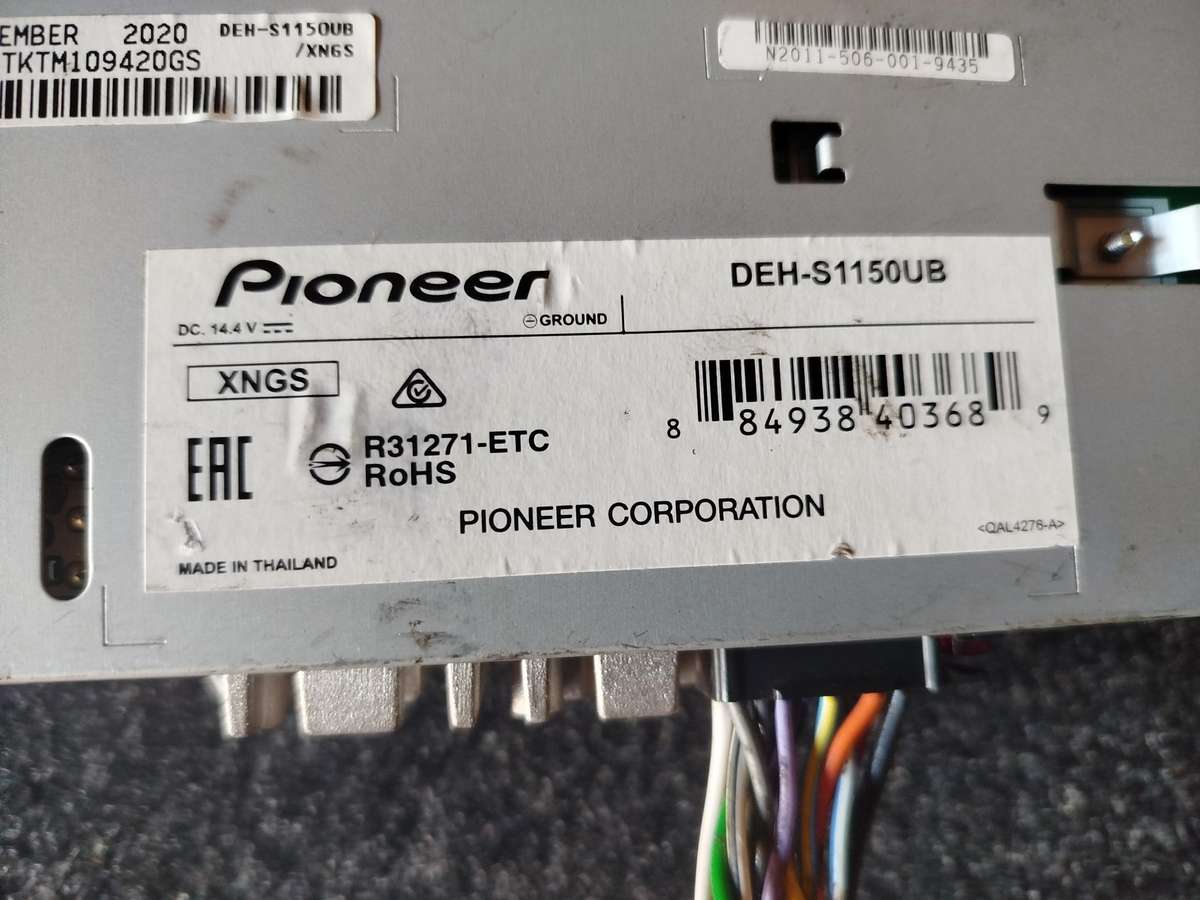 EMBER 2020 DEH-S1150UB
/XNGS
TKTM109420GS
N2011-506-001-9435
Pioneer
DEH-S1150UB
DC. 14.4 V
GROUND
XNGS
8 84938 40368 9
EAC
R31271-ETC
RoHS
PIONEER CORPORATION
<QAL4276-A>
MADE IN THAILAND